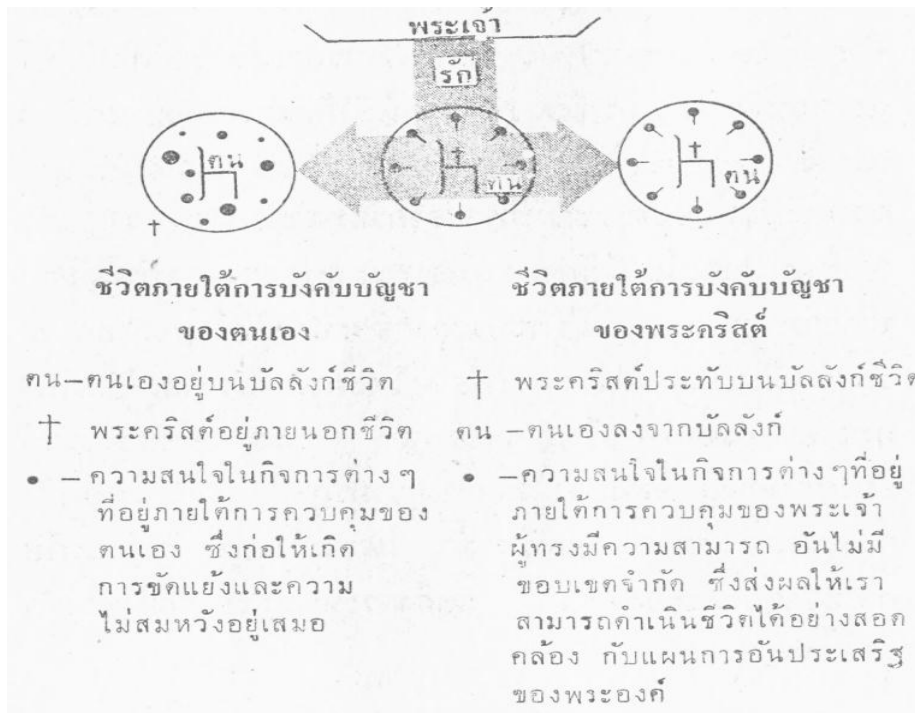 พระเจ้า
รัก
ตน
†
†
ตน
†
ตน
ชีวิตภายใต้การบังคับบัญชา
ของตนเอง
ตน—ตนเองอยู่บนบัลลังก์ชีวิต
† พระคริสต์อยู่ภายนอกชีวิต
• – ความสนใจในกิจการต่าง ๆ
ที่อยู่ภายใต้การควบคุมของ
ตนเอง ซึ่งก่อให้เกิด
การขัดแย้งและความ
ไม่สมหวังอยู่เสมอ
ชีวิตภายใต้การบังคับบัญชา
ของพระคริสต์
† พระคริสต์ประทับบนบัลลังก์ชีวิต
ตน –ตนเองลงจากบัลลังก์
• –ความสนใจในกิจการต่าง ๆที่อยู่
ภายใต้การควบคุมของพระเจ้า
ผู้ทรงมีความสามารถ อันไม่มี
ขอบเขตจำกัด ซึ่งส่งผลให้เรา
สามารถดำเนินชีวิตได้อย่างสอด
คล้อง กับแผนการอันประเสริฐ
ของพระองค์